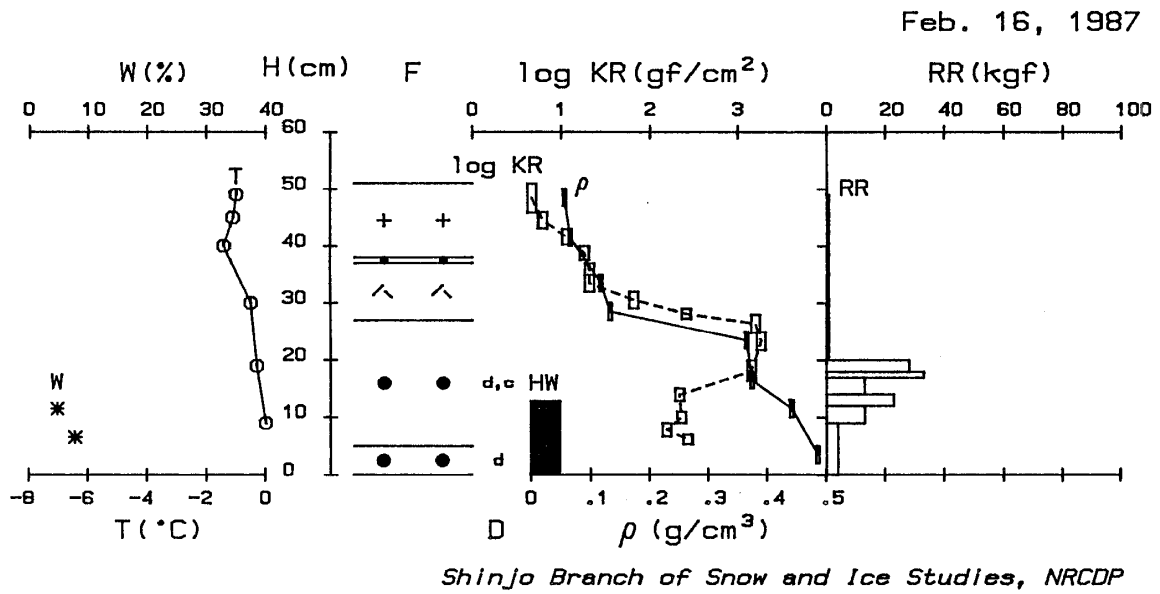 Feb. 16, 1987
W(%) H(cm) F log KR(gf/cm²) RR(kgf)
0 10 20 30 40 0 1 2 3 0 20 40 60 80 100
60
log KR
T
50 ρ RR
40
30
20
W d,c HW
10
d
0
-8 -6 -4 -2 0 0 .1 .2 .3 .4 .5
T(°C) D ρ (g/cm³)
Shinjo Branch of Snow and Ice Studies, NRCDP